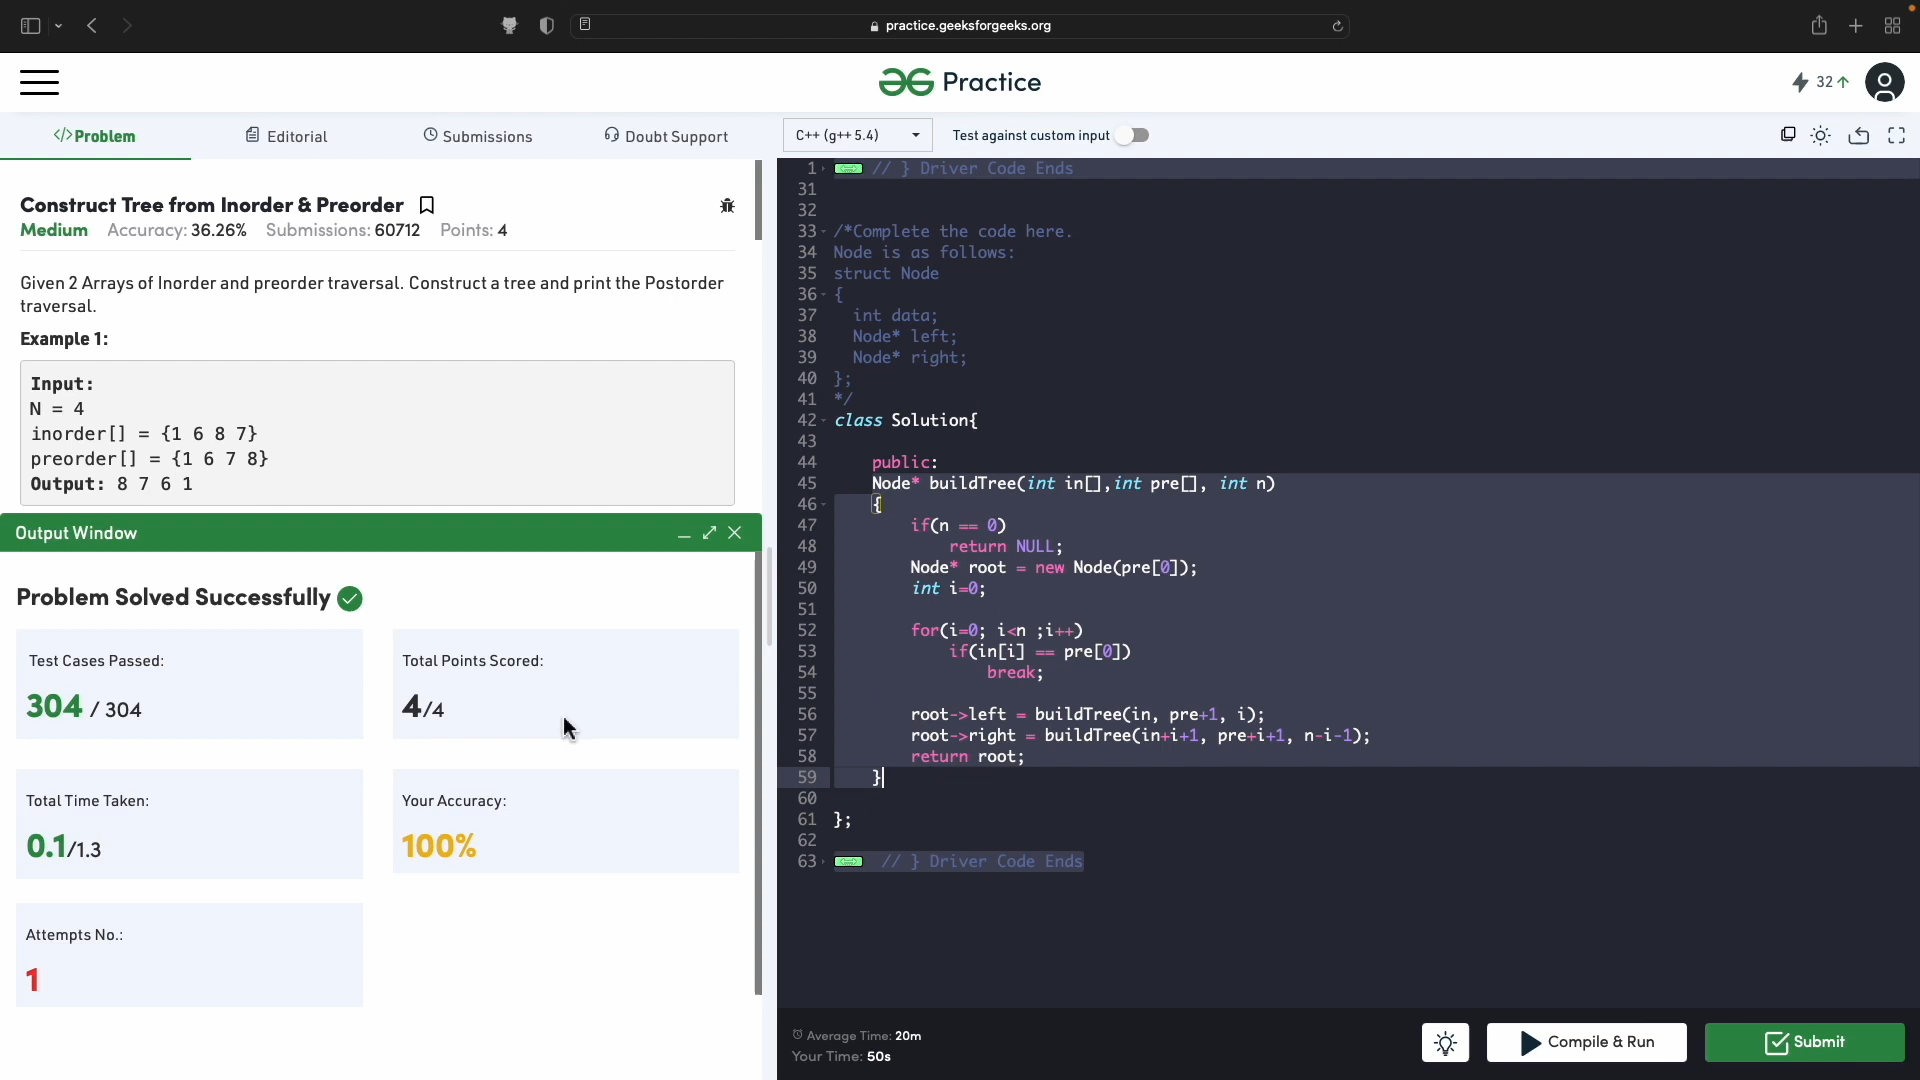 practice.geeksforgeeks.org
Practice
32
</>Problem
Editorial
Submissions
Doubt Support
C++ (g++ 5.4)
Test against custom input
Construct Tree from Inorder & Preorder
Medium Accuracy: 36.26% Submissions: 60712 Points: 4
Given 2 Arrays of Inorder and preorder traversal. Construct a tree and print the Postorder
traversal.
Example 1:
Input:
N = 4
inorder[] = {1 6 8 7}
preorder[] = {1 6 7 8}
Output: 8 7 6 1
Output Window
Problem Solved Successfully
Test Cases Passed:
304 / 304
Total Points Scored:
4/4
Total Time Taken:
0.1/1.3
Your Accuracy:
100%
Attempts No.:
1
1 // } Driver Code Ends
31
32
33 /*Complete the code here.
34 Node is as follows:
35 struct Node
36 {
37 int data;
38 Node* left;
39 Node* right;
40 };
41 */
42 class Solution{
43
44 public:
45 Node* buildTree(int in[],int pre[], int n)
46 {
47 if(n == 0)
48 return NULL;
49 Node* root = new Node(pre[0]);
50 int i=0;
51
52 for(i=0; i<n ;i++)
53 if(in[i] == pre[0])
54 break;
55
56 root->left = buildTree(in, pre+1, i);
57 root->right = buildTree(in+i+1, pre+i+1, n-i-1);
58 return root;
59 }
60
61 };
62
63 // } Driver Code Ends
Average Time: 20m
Your Time: 50s
Compile & Run
Submit